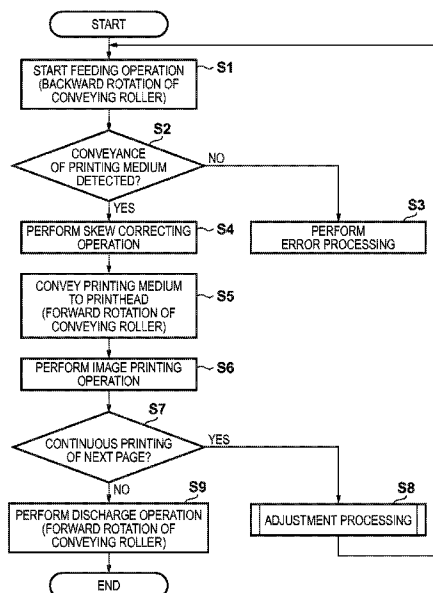 START
START FEEDING OPERATION
(BACKWARD ROTATION OF
CONVEYING ROLLER)
S1
S2
CONVEYANCE
OF PRINTING MEDIUM
DETECTED?
NO
YES
S3
PERFORM
ERROR PROCESSING
PERFORM SKEW CORRECTING
OPERATION
S4
CONVEY PRINTING MEDIUM
TO PRINTHEAD
(FORWARD ROTATION OF
CONVEYING ROLLER)
S5
PERFORM IMAGE PRINTING
OPERATION
S6
S7
CONTINUOUS PRINTING
OF NEXT PAGE?
YES
NO
S9
S8
PERFORM DISCHARGE OPERATION
(FORWARD ROTATION OF
CONVEYING ROLLER)
ADJUSTMENT PROCESSING
END